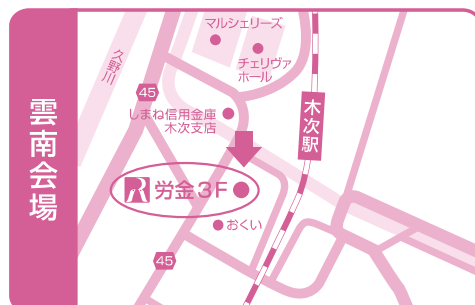 雲南会場
マルシェリーズ
チェリヴァ
ホール
久野川
45
しまね信用金庫
木次支店
木次駅
R 労金3F
おくい
45